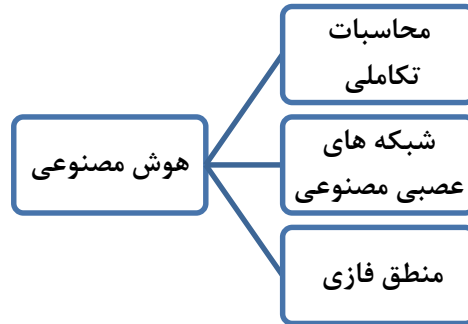 محاسبات
تکاملی
هوش مصنوعی
شبکه های
عصبی مصنوعی
منطق فازی